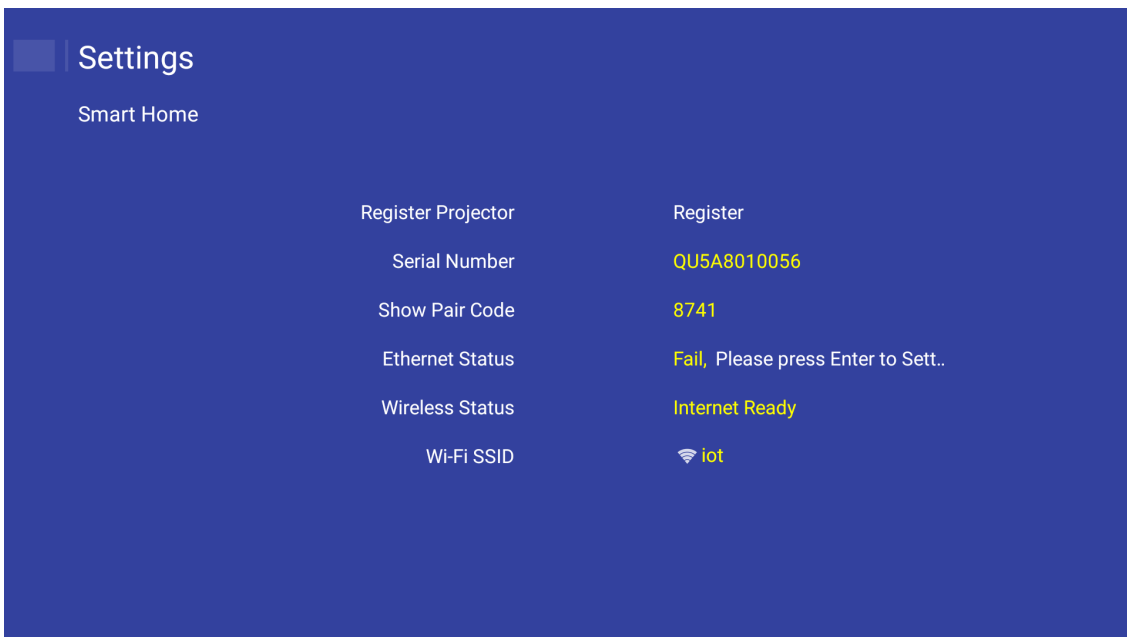 Settings
Smart Home
Register Projector Register
Serial Number QU5A8010056
Show Pair Code 8741
Ethernet Status Fail, Please press Enter to Sett..
Wireless Status Internet Ready
Wi-Fi SSID iot